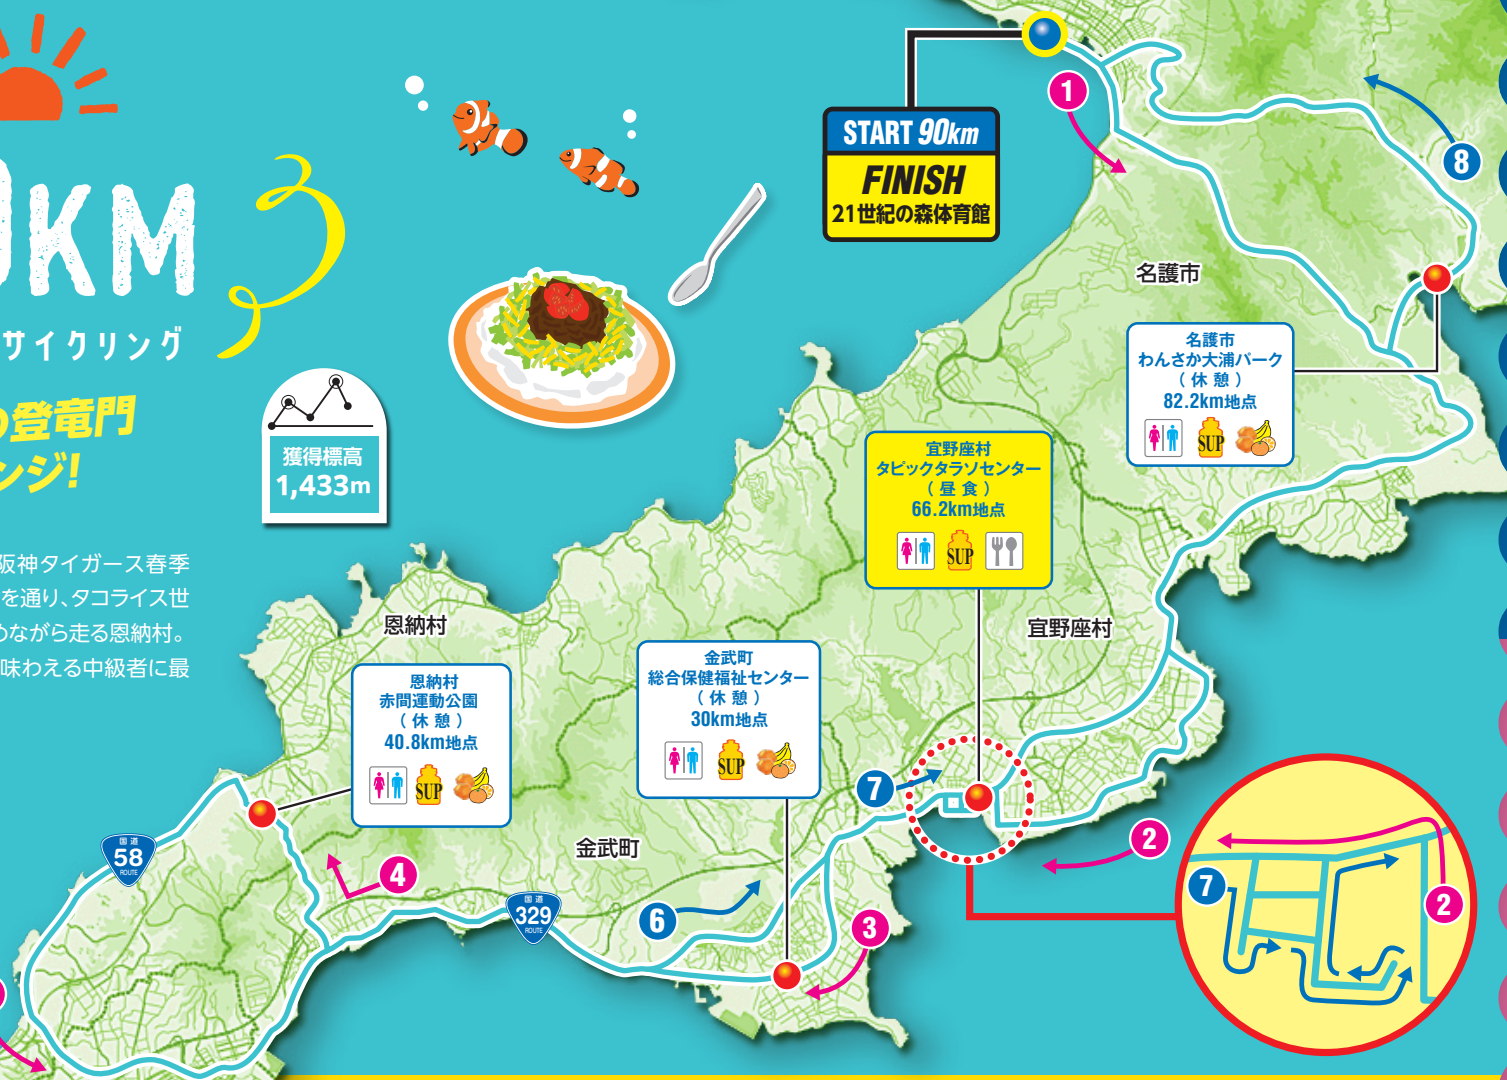 0KM
サイクリング
の登竜門
ンジ!
獲得標高
1,433m
阪神タイガース春季
を通り、タコライス世
めながら走る恩納村。
味わえる中級者に最
START 90km
FINISH
21世紀の森体育館
1
8
名護市
名護市
わんさか大浦パーク
(休憩)
82.2km地点
SUP
宜野座村
タピックタラソセンター
(昼食)
66.2km地点
SUP
宜野座村
恩納村
恩納村
赤間運動公園
(休憩)
40.8km地点
SUP
金武町
総合保健福祉センター
(休憩)
30km地点
SUP
7
2
国道
58
ROUTE
金武町
4
国道
329
ROUTE
6
3
7
2